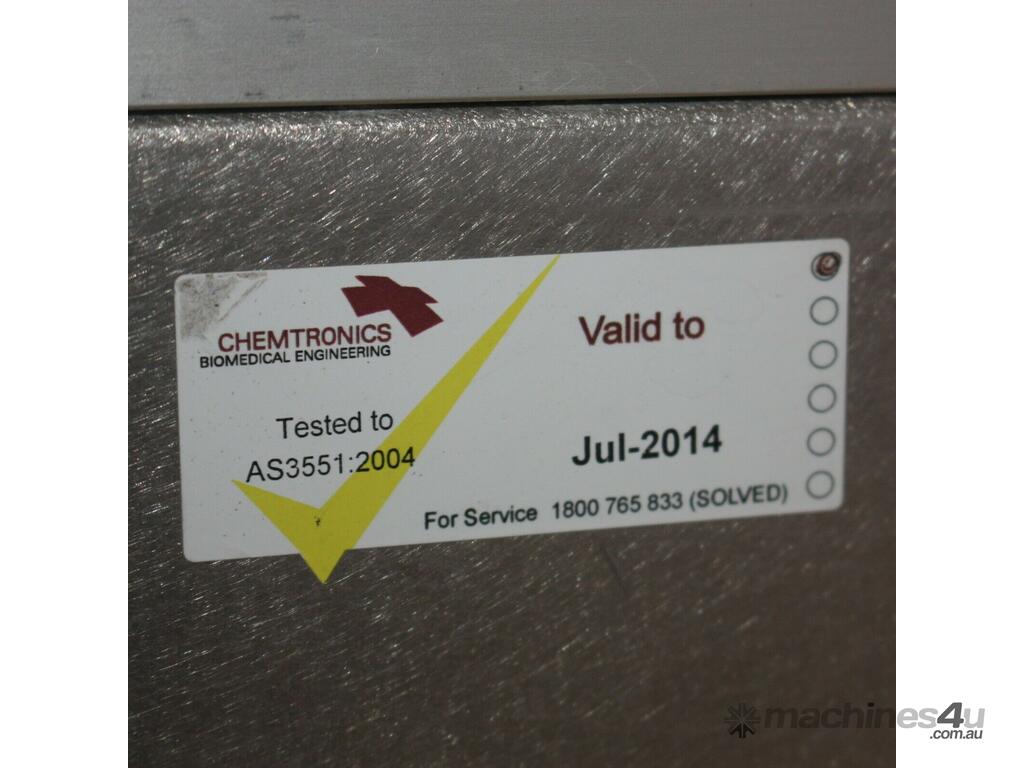 CHEMTRONICS
BIOMEDICAL ENGINEERING
Tested to
AS3551:2004
Valid to
Jul-2014
For Service 1800 765 833 (SOLVED)
machines4u
.com.au